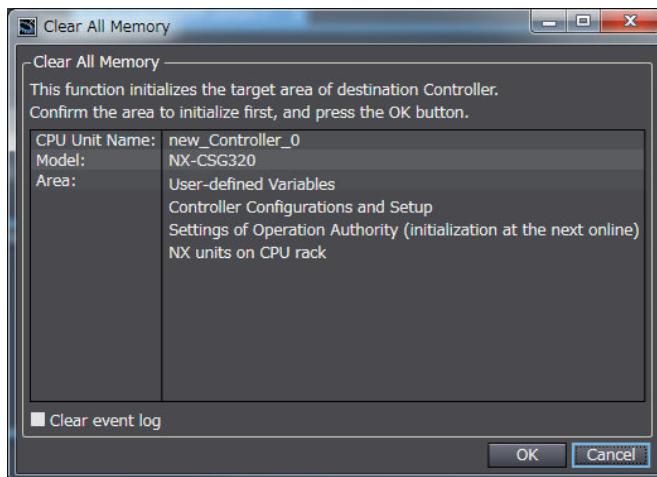 Clear All Memory
Clear All Memory
This function initializes the target area of destination Controller.
Confirm the area to initialize first, and press the OK button.
CPU Unit Name: new_Controller_0
Model: NX-CSG320
Area: User-defined Variables
Controller Configurations and Setup
Settings of Operation Authority (initialization at the next online)
NX units on CPU rack
Clear event log
OK Cancel